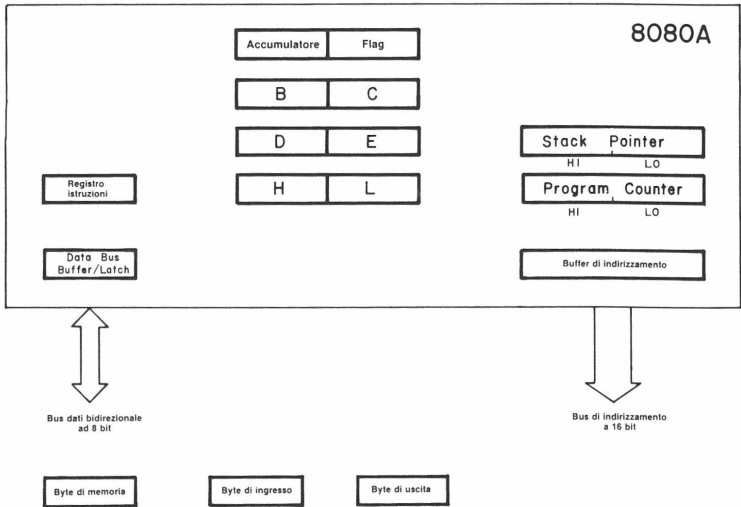 8080A
Accumulatore Flag
B C
D E
Stack Pointer
HI LO
Registro
istruzioni
H L
Program Counter
HI LO
Data Bus
Buffer/Latch
Buffer di indirizzamento
Bus dati bidirezionale
ad 8 bit
Bus di indirizzamento
a 16 bit
Byte di memoria
Byte di ingresso
Byte di uscita